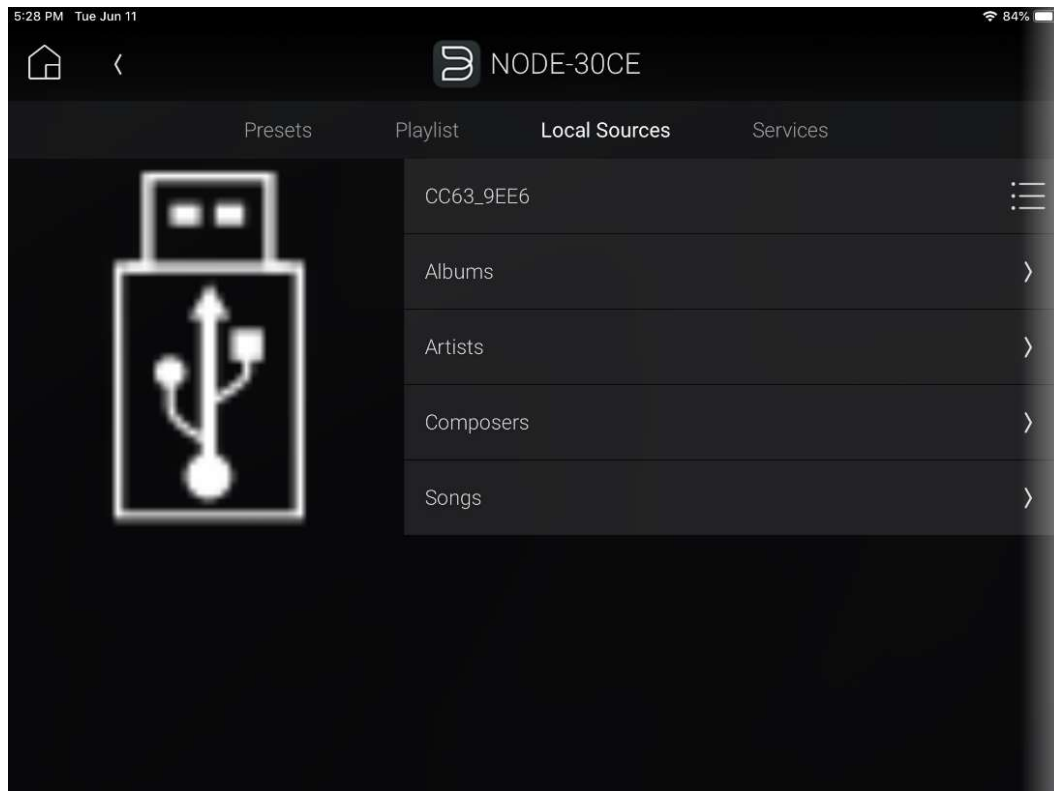 5:28 PM Tue Jun 11 84%
NODE-30CE
Presets Playlist Local Sources Services
CC63_9EE6
Albums
Artists
Composers
Songs